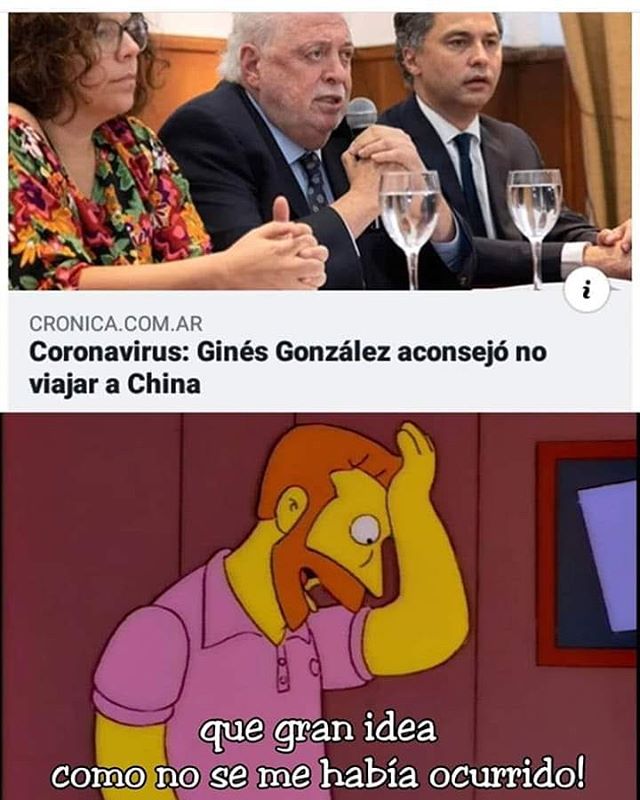 i
CRONICA.COM.AR
Coronavirus: Ginés González aconsejó no
viajar a China
que gran idea
como no se me había ocurrido!